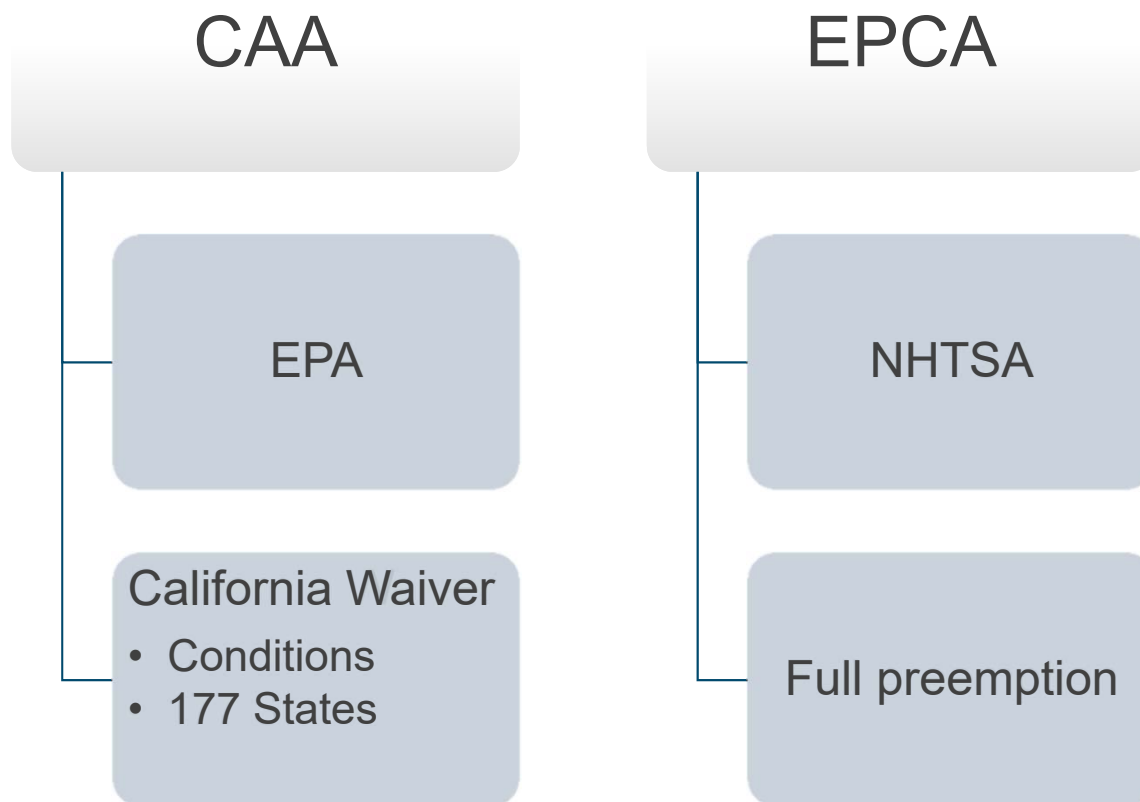 CAA
EPA
California Waiver
• Conditions
• 177 States
EPCA
NHTSA
Full preemption